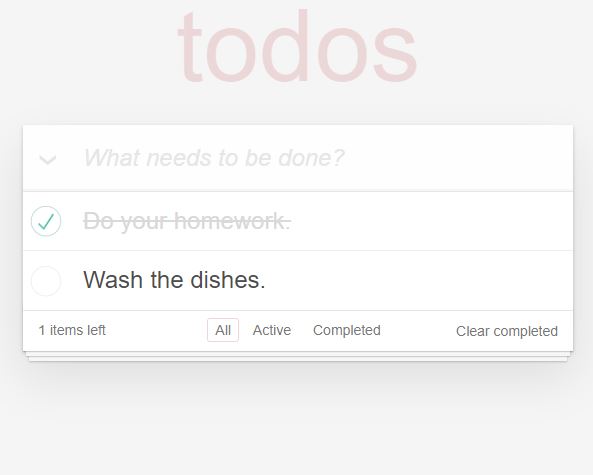 todos
What needs to be done?
Do your homework.
Wash the dishes.
1 items left All Active Completed Clear completed